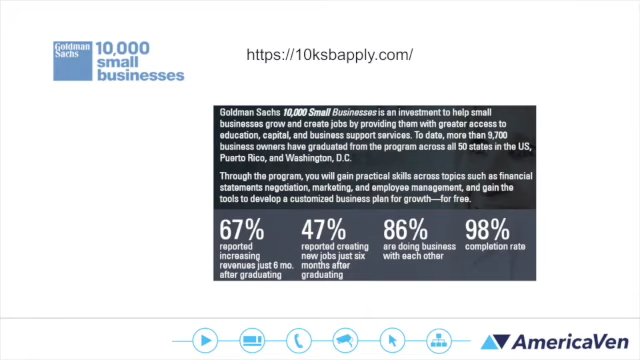 Goldman
Sachs
10,000
small
businesses
https://10ksbapply.com/
Goldman Sachs 10,000 Small Businesses is an investment to help small
businesses grow and create jobs by providing them with greater access to
education, capital, and business support services. To date, more than 9,700
business owners have graduated from the program across all 50 states in the US,
Puerto Rico, and Washington, D.C.
Through the program, you will gain practical skills across topics such as financial
statements negotiation, marketing, and employee management, and gain the
tools to develop a customized business plan for growth—for free.
67% 47% 86% 98%
reported
increasing
revenues just 6 mo.
after graduating
reported creating
new jobs just six
months after
graduating
are doing business
with each other
completion rate
AmericaVen